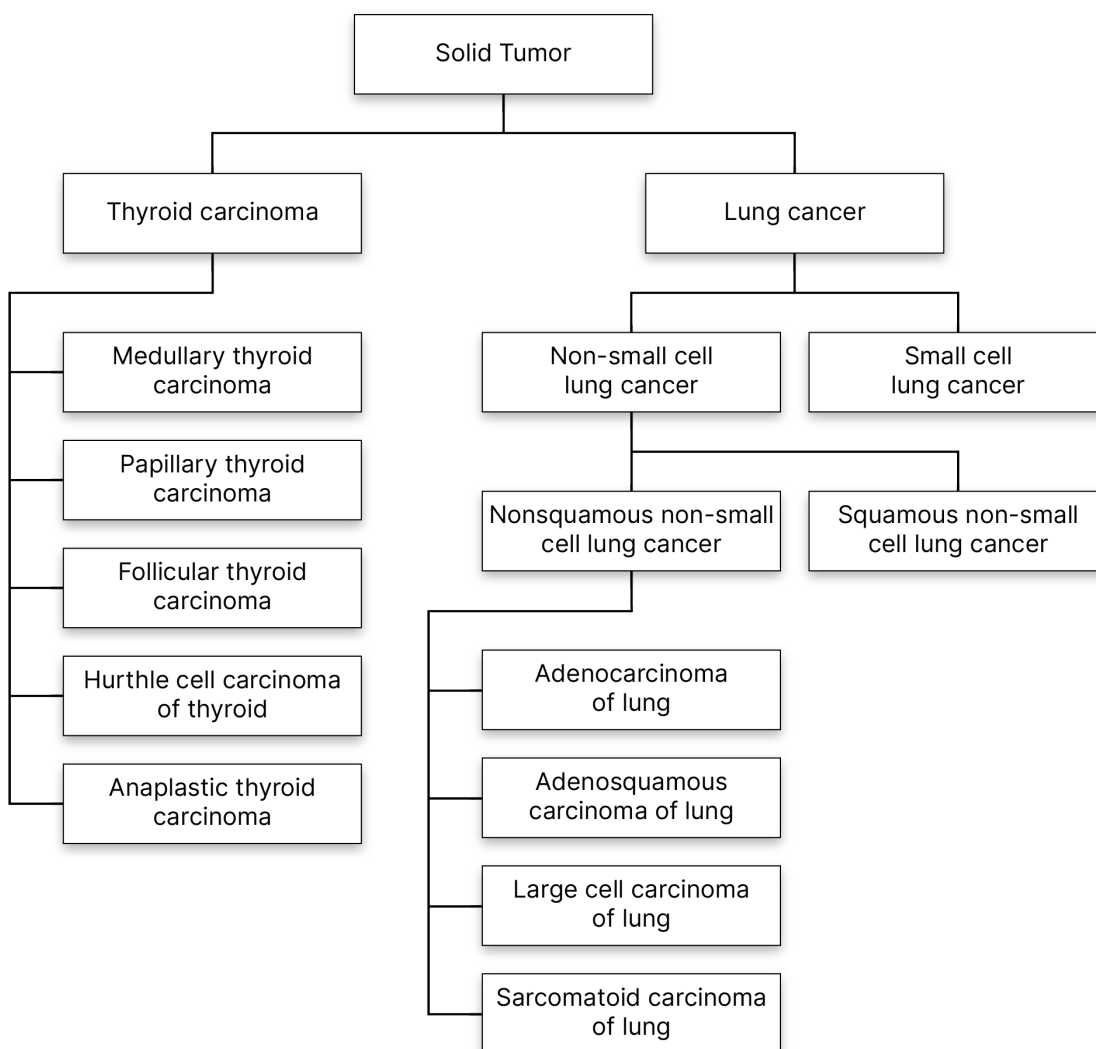 Solid Tumor
Thyroid carcinoma
Lung cancer
Medullary thyroid
carcinoma
Papillary thyroid
carcinoma
Follicular thyroid
carcinoma
Hurthle cell carcinoma
of thyroid
Anaplastic thyroid
carcinoma
Non-small cell
lung cancer
Small cell
lung cancer
Nonsquamous non-small
cell lung cancer
Squamous non-small
cell lung cancer
Adenocarcinoma
of lung
Adenosquamous
carcinoma of lung
Large cell carcinoma
of lung
Sarcomatoid carcinoma
of lung